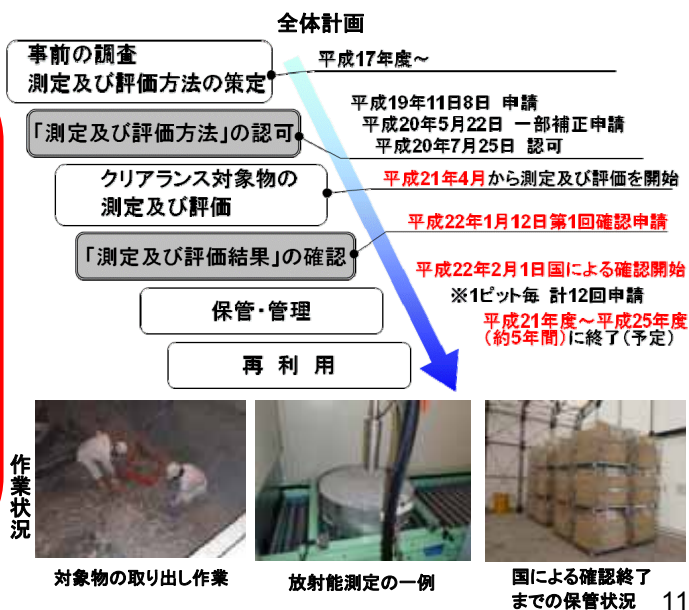 全体計画
事前の調査
測定及び評価方法の策定
平成17年度～
平成19年11日8日 申請
平成20年5月22日 一部補正申請
平成20年7月25日 認可
「測定及び評価方法」の認可
クリアランス対象物の
測定及び評価
平成21年4月から測定及び評価を開始
平成22年1月12日第1回確認申請
「測定及び評価結果」の確認
平成22年2月1日国による確認開始
※1ピット毎 計12回申請
平成21年度～平成25年度
(約5年間)に終了(予定)
保管・管理
再 利 用
作業状況
対象物の取り出し作業
放射能測定の一例
国による確認終了
までの保管状況
11